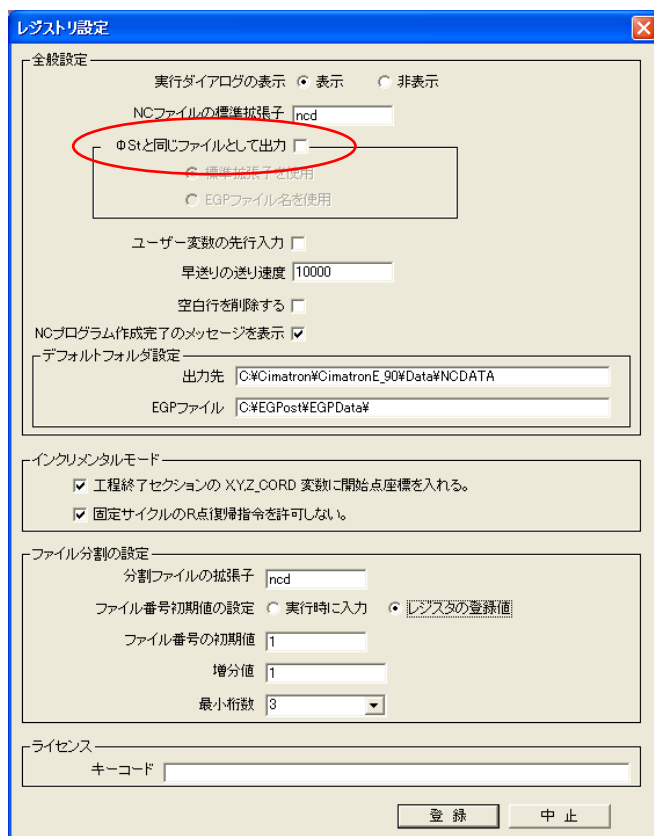 レジストリ設定
全般設定
実行ダイアログの表示 表示 非表示
NCファイルの標準拡張子 ncd
ΦStと同じファイルとして出力
標準拡張子を使用
EGPファイル名を使用
ユーザー変数の先行入力
早送りの送り速度 10000
空白行を削除する
NCプログラム作成完了のメッセージを表示
デフォルトフォルダ設定
出力先 C:¥Cimatron¥CimatronE_90¥Data¥NCDATA
EGPファイル C:¥EGPost¥EGPData¥
インクリメンタルモード
工程終了セクションの X,Y,Z_CORD 変数に開始点座標を入れる。
固定サイクルのR点復帰指令を許可しない。
ファイル分割の設定
分割ファイルの拡張子 ncd
ファイル番号初期値の設定 実行時に入力 レジスタの登録値
ファイル番号の初期値 1
増分値 1
最小桁数 3
ライセンス
キーコード
登録 中止